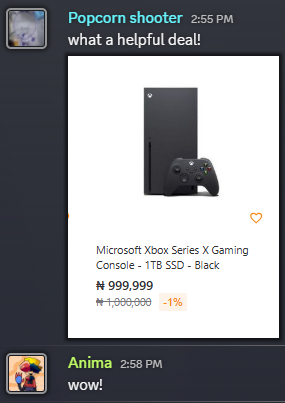 Popcorn shooter 2:55 PM
what a helpful deal!
Microsoft Xbox Series X Gaming
Console - 1TB SSD - Black
₦ 999,999
₦ 1,000,000 -1%
Anima 2:58 PM
wow!